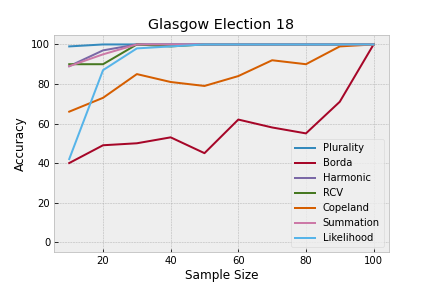 Glasgow Election 18
100
80
60
40
20
0
Accuracy
20
40
60
80
100
Sample Size
Plurality
Borda
Harmonic
RCV
Copeland
Summation
Likelihood